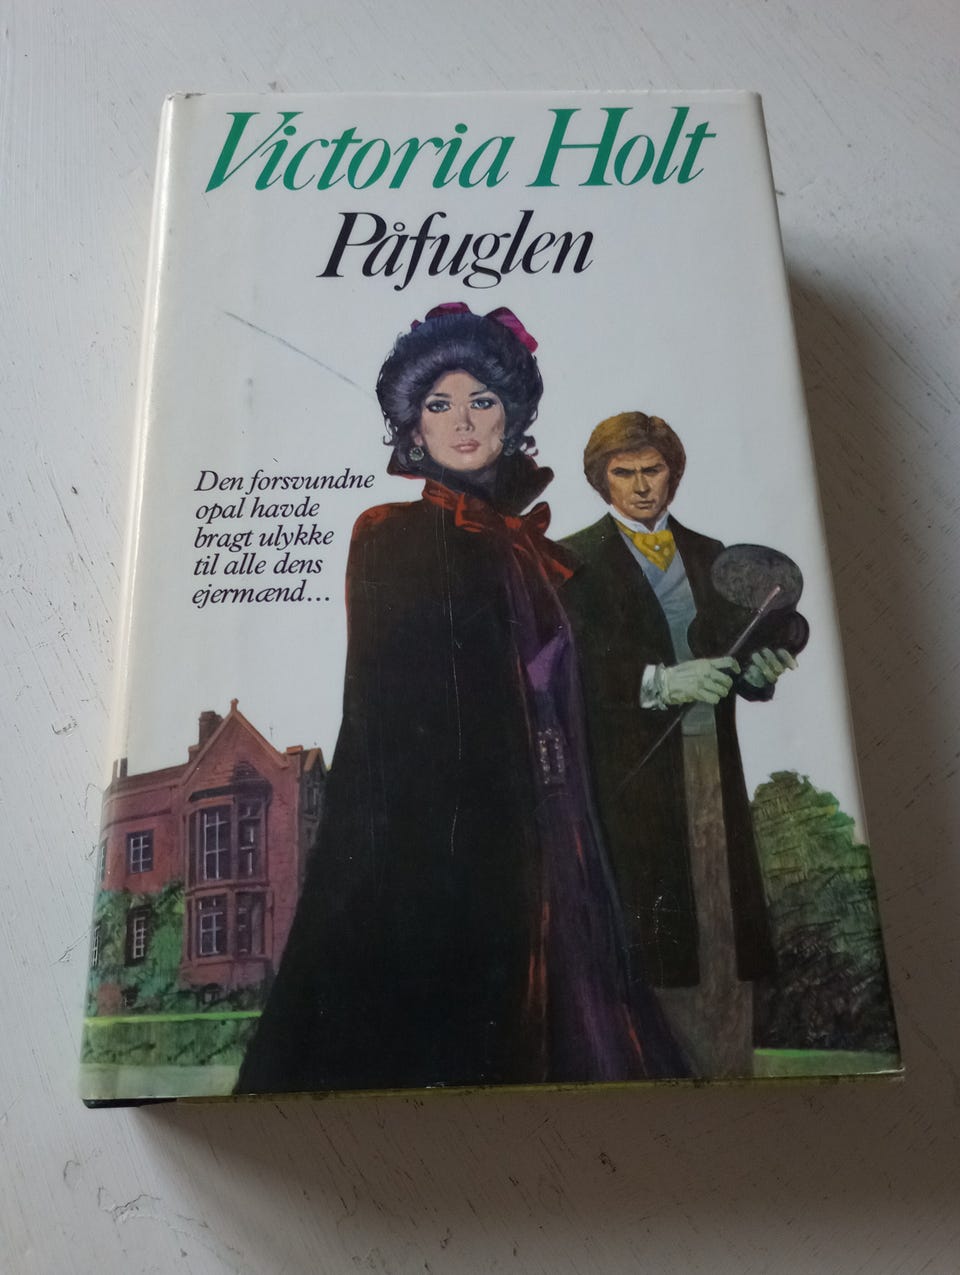 Victoria Holt
Påfuglen
Den forsvundne
opal havde
bragt ulykke
til alle dens
ejermænd...